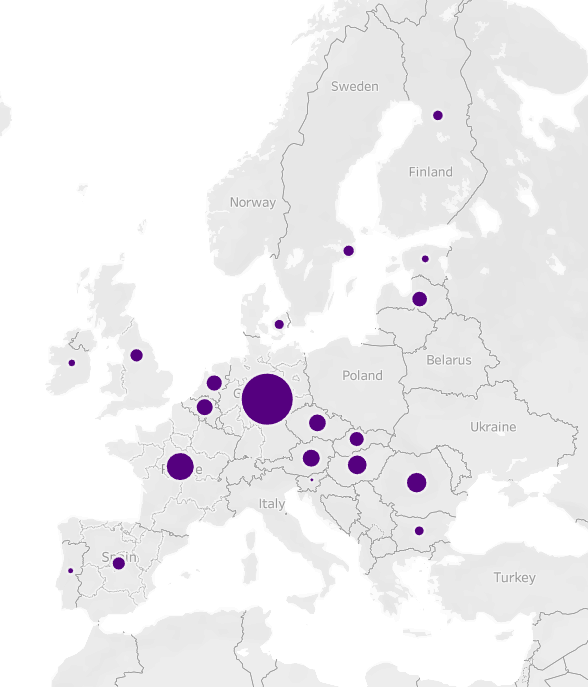 Sweden
Finland
Norway
Belarus
Poland
Ukraine
Italy
Spain
Turkey